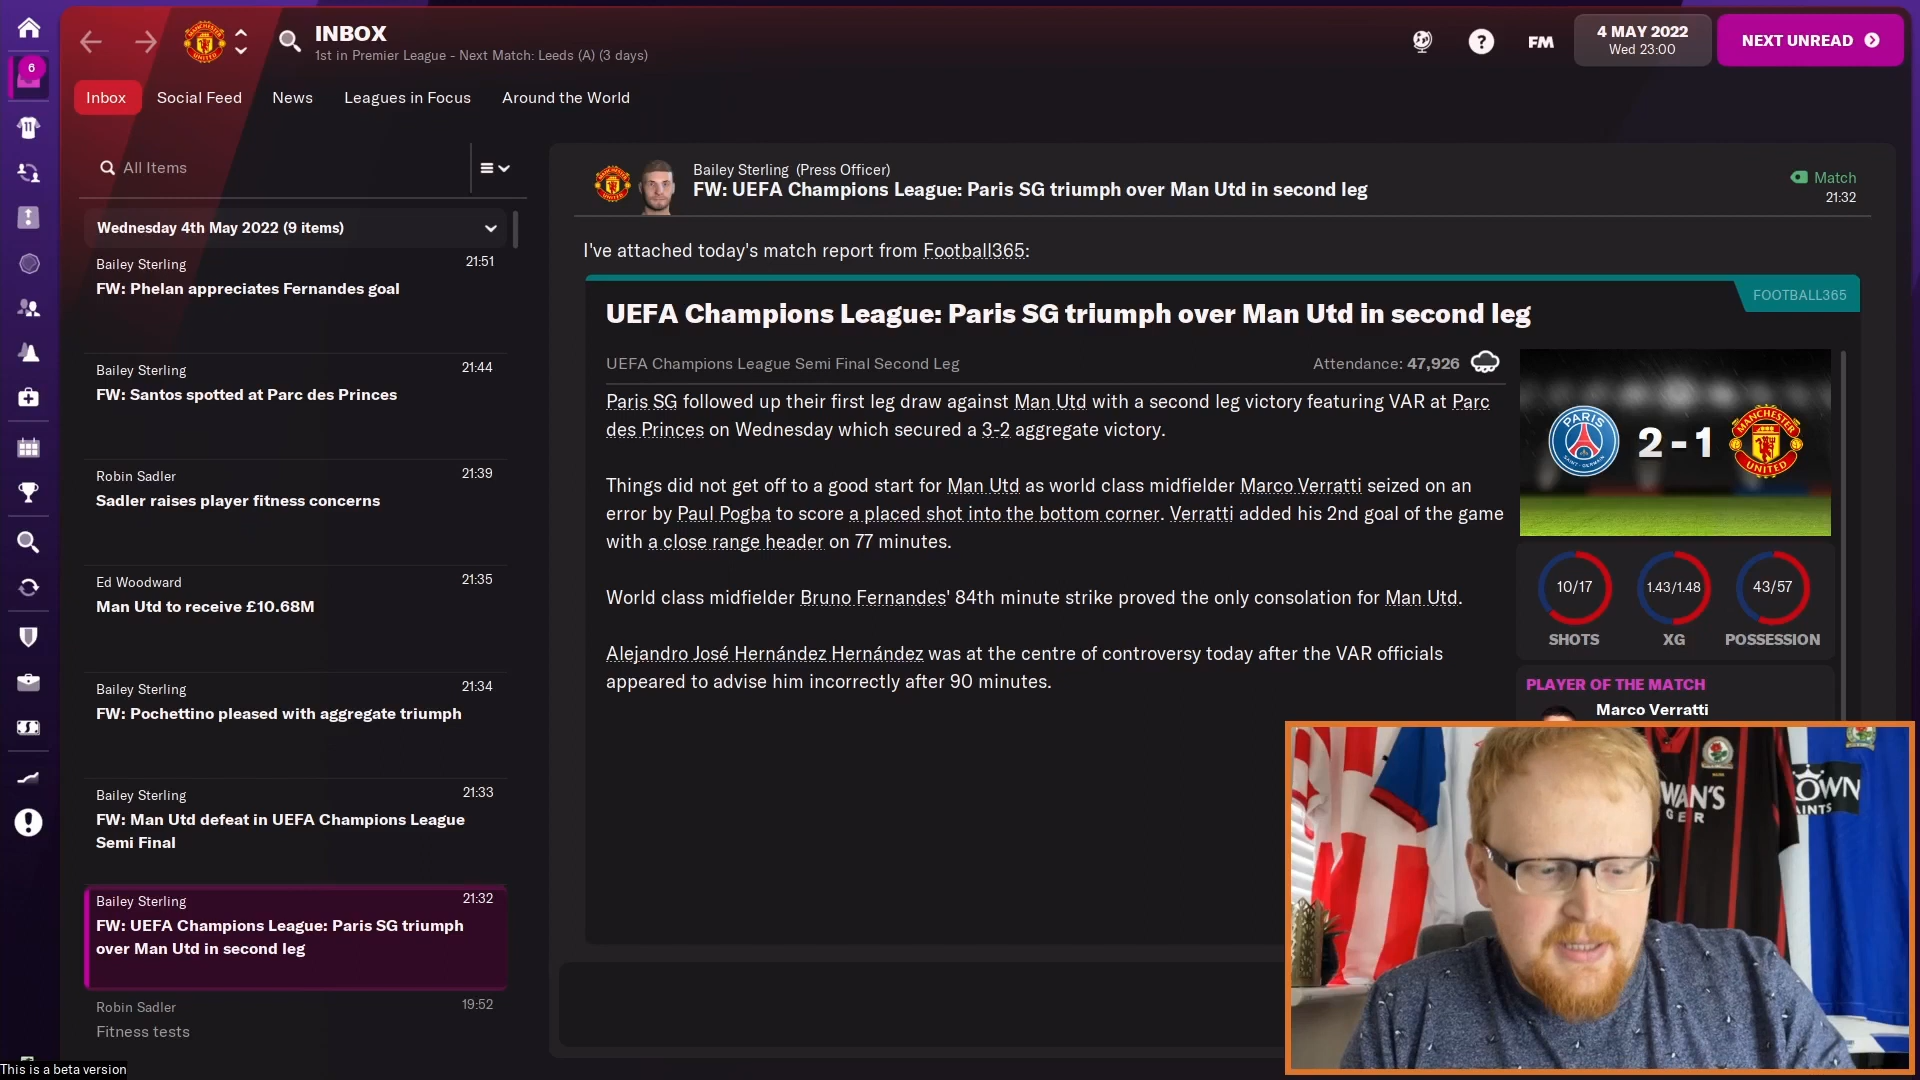 6
INBOX
1st in Premier League - Next Match: Leeds (A) (3 days)
FM
4 MAY 2022
Wed 23:00
NEXT UNREAD
Inbox
Social Feed
News
Leagues in Focus
Around the World
All Items
Wednesday 4th May 2022 (9 items)
Bailey Sterling
21:51
FW: Phelan appreciates Fernandes goal
Bailey Sterling
21:44
FW: Santos spotted at Parc des Princes
Robin Sadler
21:39
Sadler raises player fitness concerns
Ed Woodward
21:35
Man Utd to receive £10.68M
Bailey Sterling
21:34
FW: Pochettino pleased with aggregate triumph
Bailey Sterling
21:33
FW: Man Utd defeat in UEFA Champions League
Semi Final
Bailey Sterling
21:32
FW: UEFA Champions League: Paris SG triumph
over Man Utd in second leg
Robin Sadler
19:52
Fitness tests
This is a beta version
Bailey Sterling (Press Officer)
FW: UEFA Champions League: Paris SG triumph over Man Utd in second leg
Match
21:32
I've attached today's match report from Football365:
FOOTBALL365
UEFA Champions League: Paris SG triumph over Man Utd in second leg
UEFA Champions League Semi Final Second Leg
Attendance: 47,926
Paris SG followed up their first leg draw against Man Utd with a second leg victory featuring VAR at Parc
des Princes on Wednesday which secured a 3-2 aggregate victory.
Things did not get off to a good start for Man Utd as world class midfielder Marco Verratti seized on an
error by Paul Pogba to score a placed shot into the bottom corner. Verratti added his 2nd goal of the game
with a close range header on 77 minutes.
World class midfielder Bruno Fernandes' 84th minute strike proved the only consolation for Man Utd.
Alejandro José Hernández Hernández was at the centre of controversy today after the VAR officials
appeared to advise him incorrectly after 90 minutes.
PARIS
MANCHESTER
UNITED
2 - 1
10/17
SHOTS
1.43/1.48
XG
43/57
POSSESSION
PLAYER OF THE MATCH
Marco Verratti